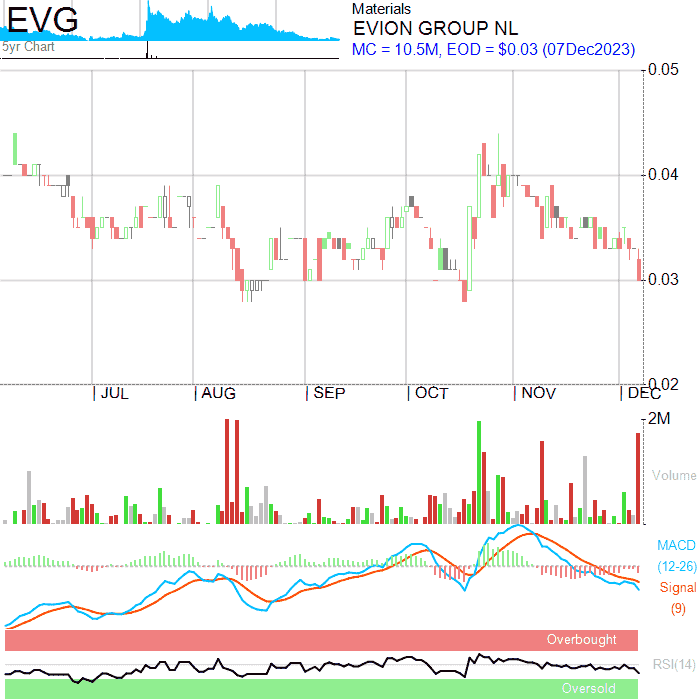 EVG
5yr Chart
Materials
EVION GROUP NL
MC = 10.5M, EOD = $0.03 (07Dec2023)
0.05
0.04
0.03
0.02
JUL
AUG
SEP
OCT
NOV
DEC
2M
Volume
MACD
(12-26)
Signal
(9)
Overbought
RSI(14)
Oversold